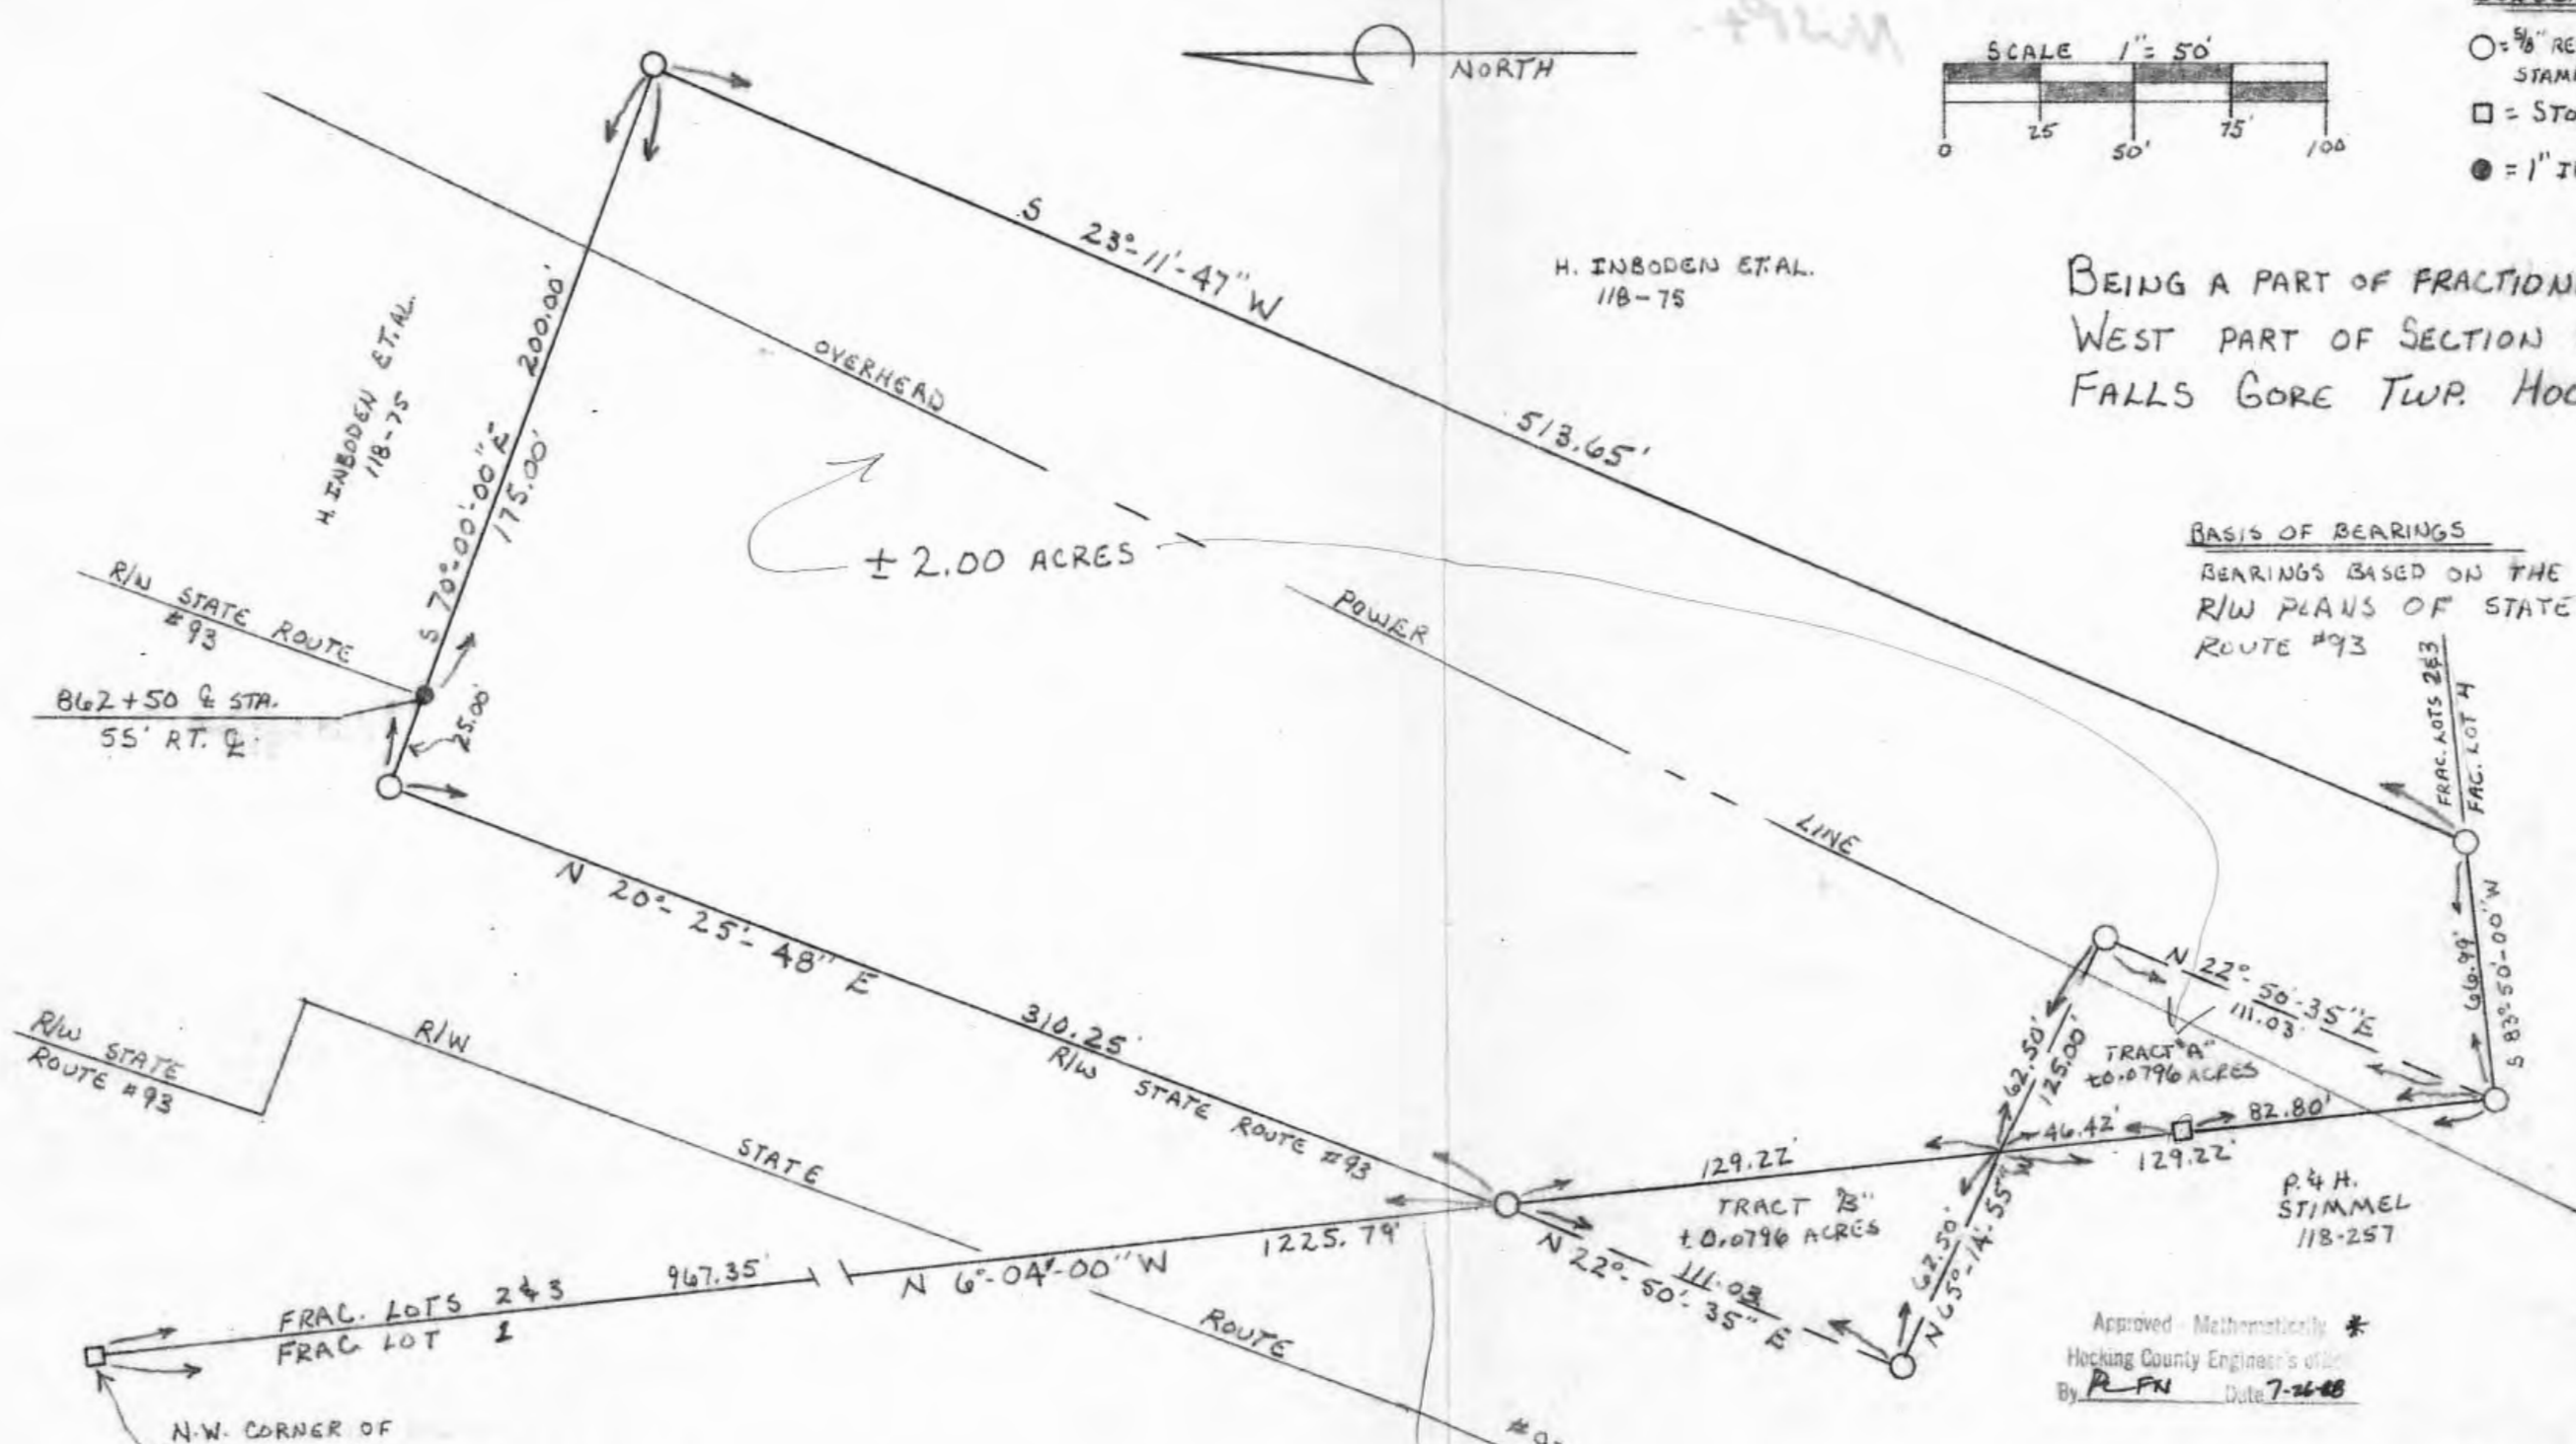 NORTH
SCALE 1"= 50'
0 25' 50' 75' 100
= 5/8" RE
STAM
= STO
= 1" I
H. INBODEN ET.AL.
118-75
BEING A PART OF FRACTION
WEST PART OF SECTION
FALLS GORE TWP. HOC
BASIS OF BEARINGS
BEARINGS BASED ON THE
R/W PLANS OF STATE
ROUTE #93
S 23°-11'-47" W
513.65'
OVERHEAD
POWER
LINE
± 2.00 ACRES
H. INBODEN ET.AL.
118-75
S 70°-00'-00" E 200.00'
175.00'
25.00'
R/W STATE ROUTE
#93
862+50 ℄ STA.
55' RT. ℄
N 20°-25'-48" E
310.25'
R/W STATE ROUTE #93
R/W STATE
ROUTE #93
R/W
STATE
ROUTE
FRAC. LOTS 2&3
FAC. LOT 4
66.99'
S 83°-50'-00" W
N 22°-50'-35" E
111.03'
TRACT "A"
±0.0796 ACRES
62.50'
125.00'
46.42'
82.80'
129.22'
129.22'
TRACT "B"
±0.0796 ACRES
62.50'
N 65°-14'-55" W
N 22°-50'-35" E
111.03
P. & H.
STIMMEL
118-257
FRAC. LOTS 2&3
FRAC LOT 1
967.35'
N 6°-04'-00" W
1225.79'
N.W. CORNER OF
Approved Mathematically *
Hocking County Engineer's
By Date 7-26-88